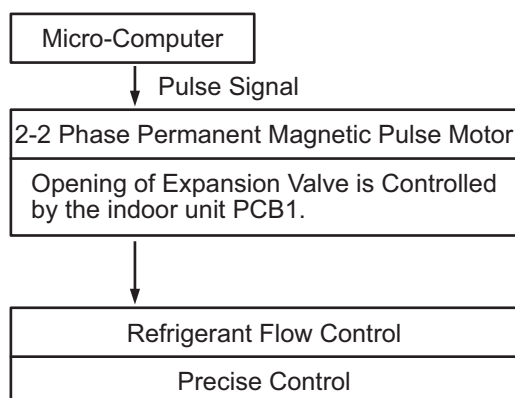 Micro-Computer
Pulse Signal
2-2 Phase Permanent Magnetic Pulse Motor
Opening of Expansion Valve is Controlled
by the indoor unit PCB1.
Refrigerant Flow Control
Precise Control